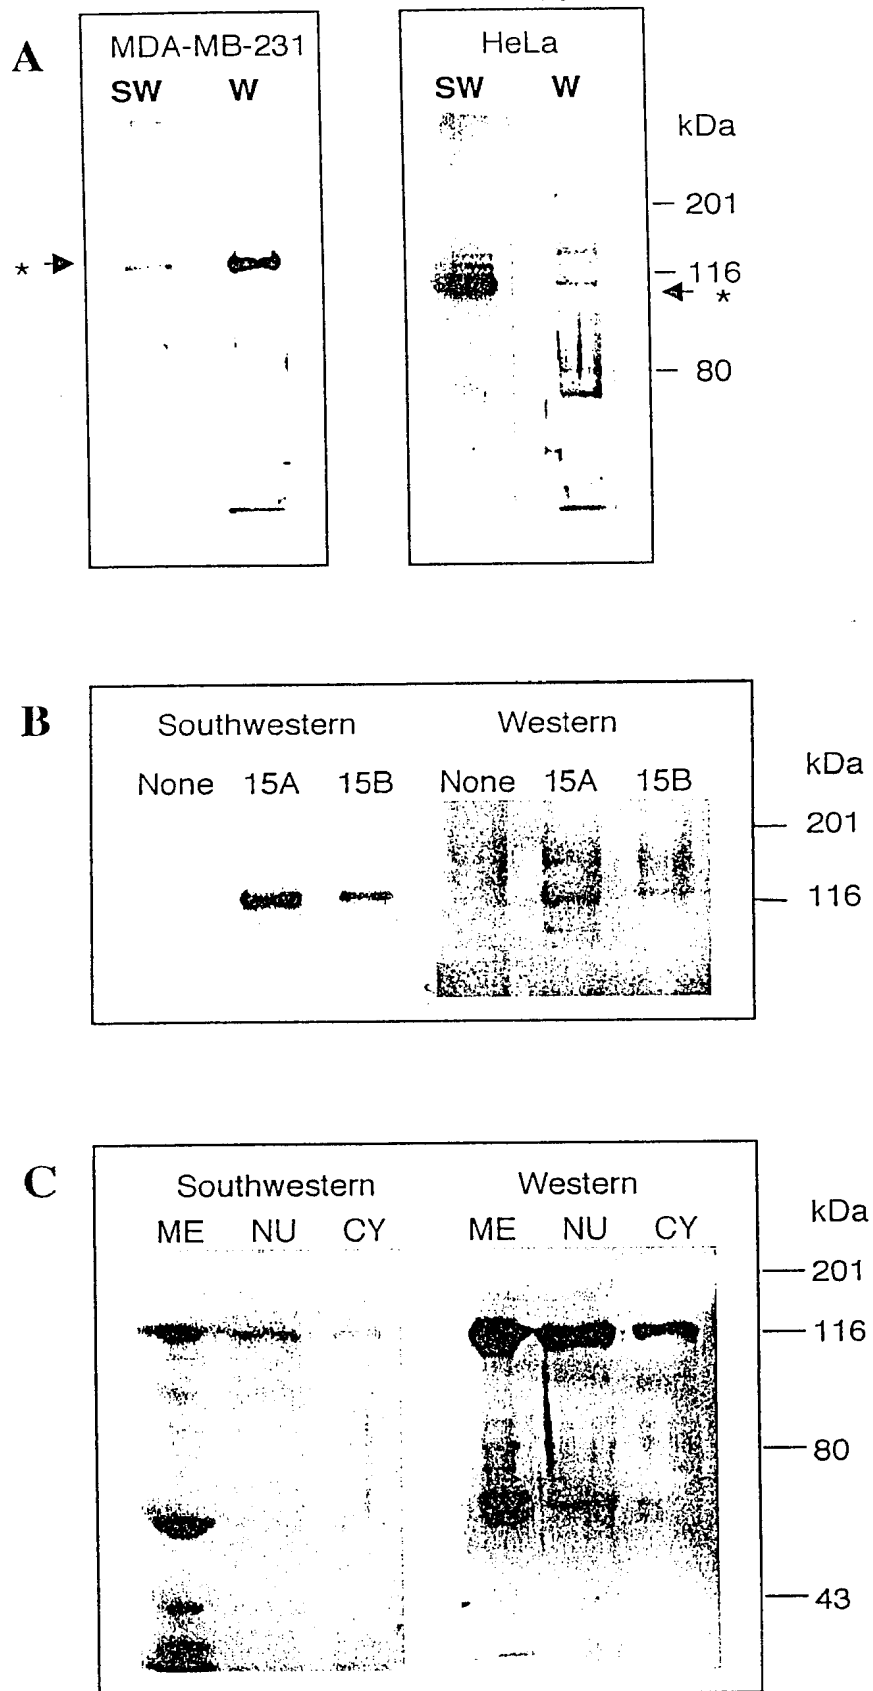 A
MDA-MB-231
SW W
*
HeLa
SW W
kDa
201
116
*
80
B
Southwestern Western
None 15A 15B None 15A 15B
kDa
201
116
C
Southwestern Western
ME NU CY ME NU CY
kDa
201
116
80
43